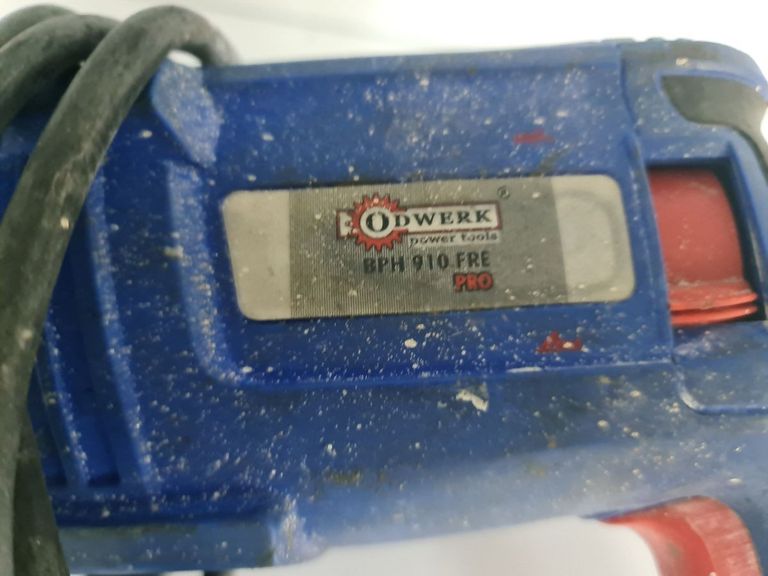 ODWERK ®
power tools
BPH 910 FRE
PRO